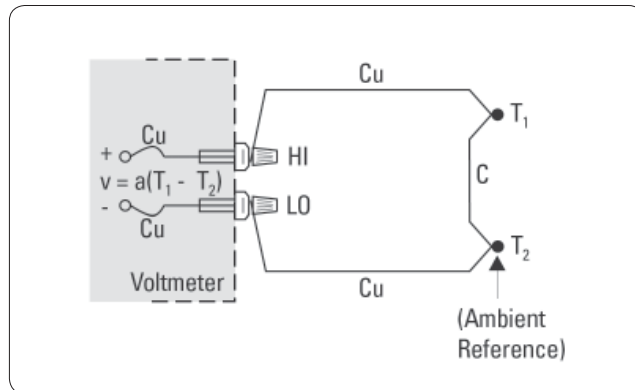 Cu
T₁
Cu
+
HI
v = a(T₁ - T₂)
C
-
LO
Cu
T₂
Voltmeter
Cu
(Ambient
Reference)